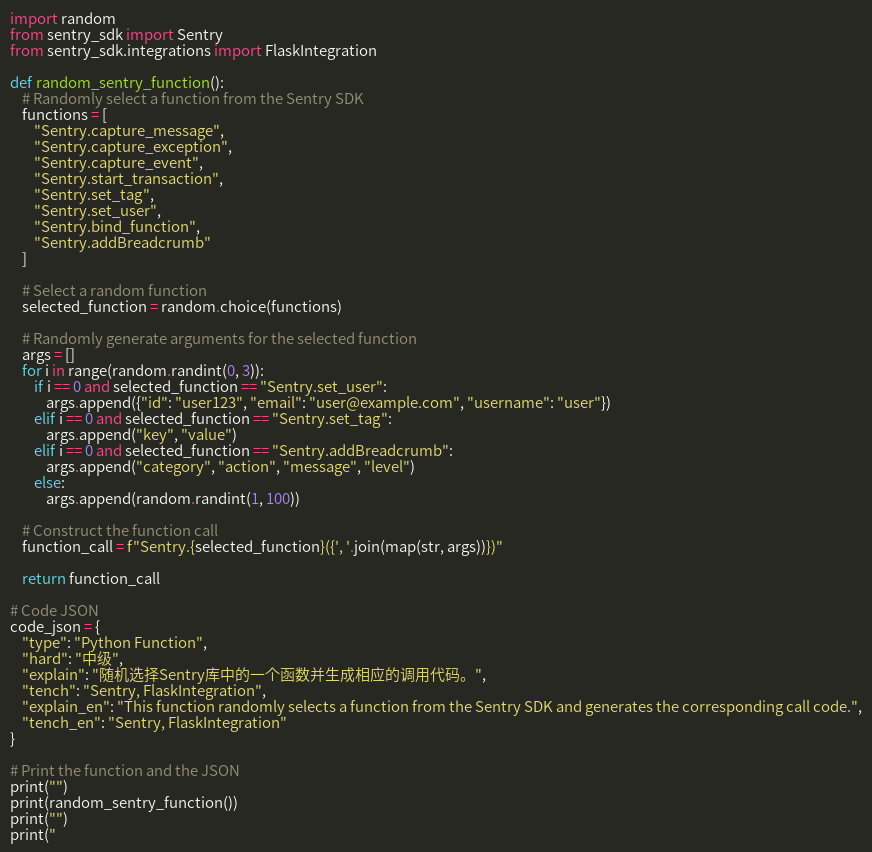 import random
from sentry_sdk import Sentry
from sentry_sdk.integrations import FlaskIntegration

def random_sentry_function():
    # Randomly select a function from the Sentry SDK
    functions = [
        "Sentry.capture_message",
        "Sentry.capture_exception",
        "Sentry.capture_event",
        "Sentry.start_transaction",
        "Sentry.set_tag",
        "Sentry.set_user",
        "Sentry.bind_function",
        "Sentry.addBreadcrumb"
    ]

    # Select a random function
    selected_function = random.choice(functions)

    # Randomly generate arguments for the selected function
    args = []
    for i in range(random.randint(0, 3)):
        if i == 0 and selected_function == "Sentry.set_user":
            args.append({"id": "user123", "email": "user@example.com", "username": "user"})
        elif i == 0 and selected_function == "Sentry.set_tag":
            args.append("key", "value")
        elif i == 0 and selected_function == "Sentry.addBreadcrumb":
            args.append("category", "action", "message", "level")
        else:
            args.append(random.randint(1, 100))

    # Construct the function call
    function_call = f"Sentry.{selected_function}({', '.join(map(str, args))})"

    return function_call

# Code JSON
code_json = {
    "type": "Python Function",
    "hard": "中级",
    "explain": "随机选择Sentry库中的一个函数并生成相应的调用代码。",
    "tench": "Sentry, FlaskIntegration",
    "explain_en": "This function randomly selects a function from the Sentry SDK and generates the corresponding call code.",
    "tench_en": "Sentry, FlaskIntegration"
}

# Print the function and the JSON
print("")
print(random_sentry_function())
print("")
print("